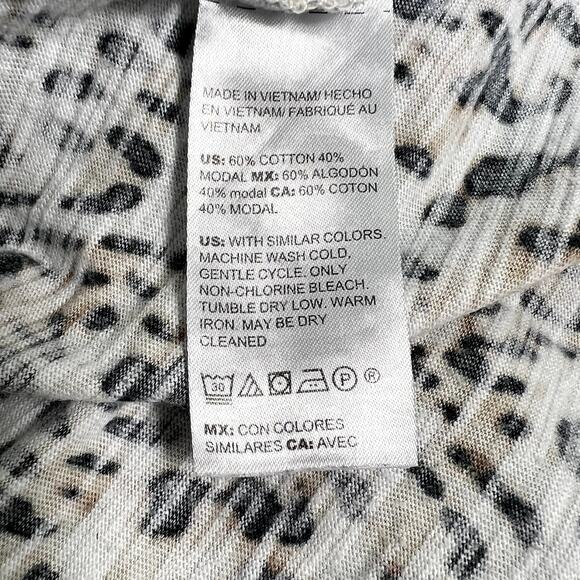 MADE IN VIETNAM/ HECHO
EN VIETNAM/ FABRIQUÉ AU
VIETNAM
US: 60% COTTON 40%
MODAL MX: 60% ALGODÓN
40% modal CA: 60% COTON
40% MODAL
US: WITH SIMILAR COLORS.
MACHINE WASH COLD,
GENTLE CYCLE. ONLY
NON-CHLORINE BLEACH.
TUMBLE DRY LOW. WARM
IRON. MAY BE DRY
CLEANED
30 P ®
MX: CON COLORES
SIMILARES CA: AVEC